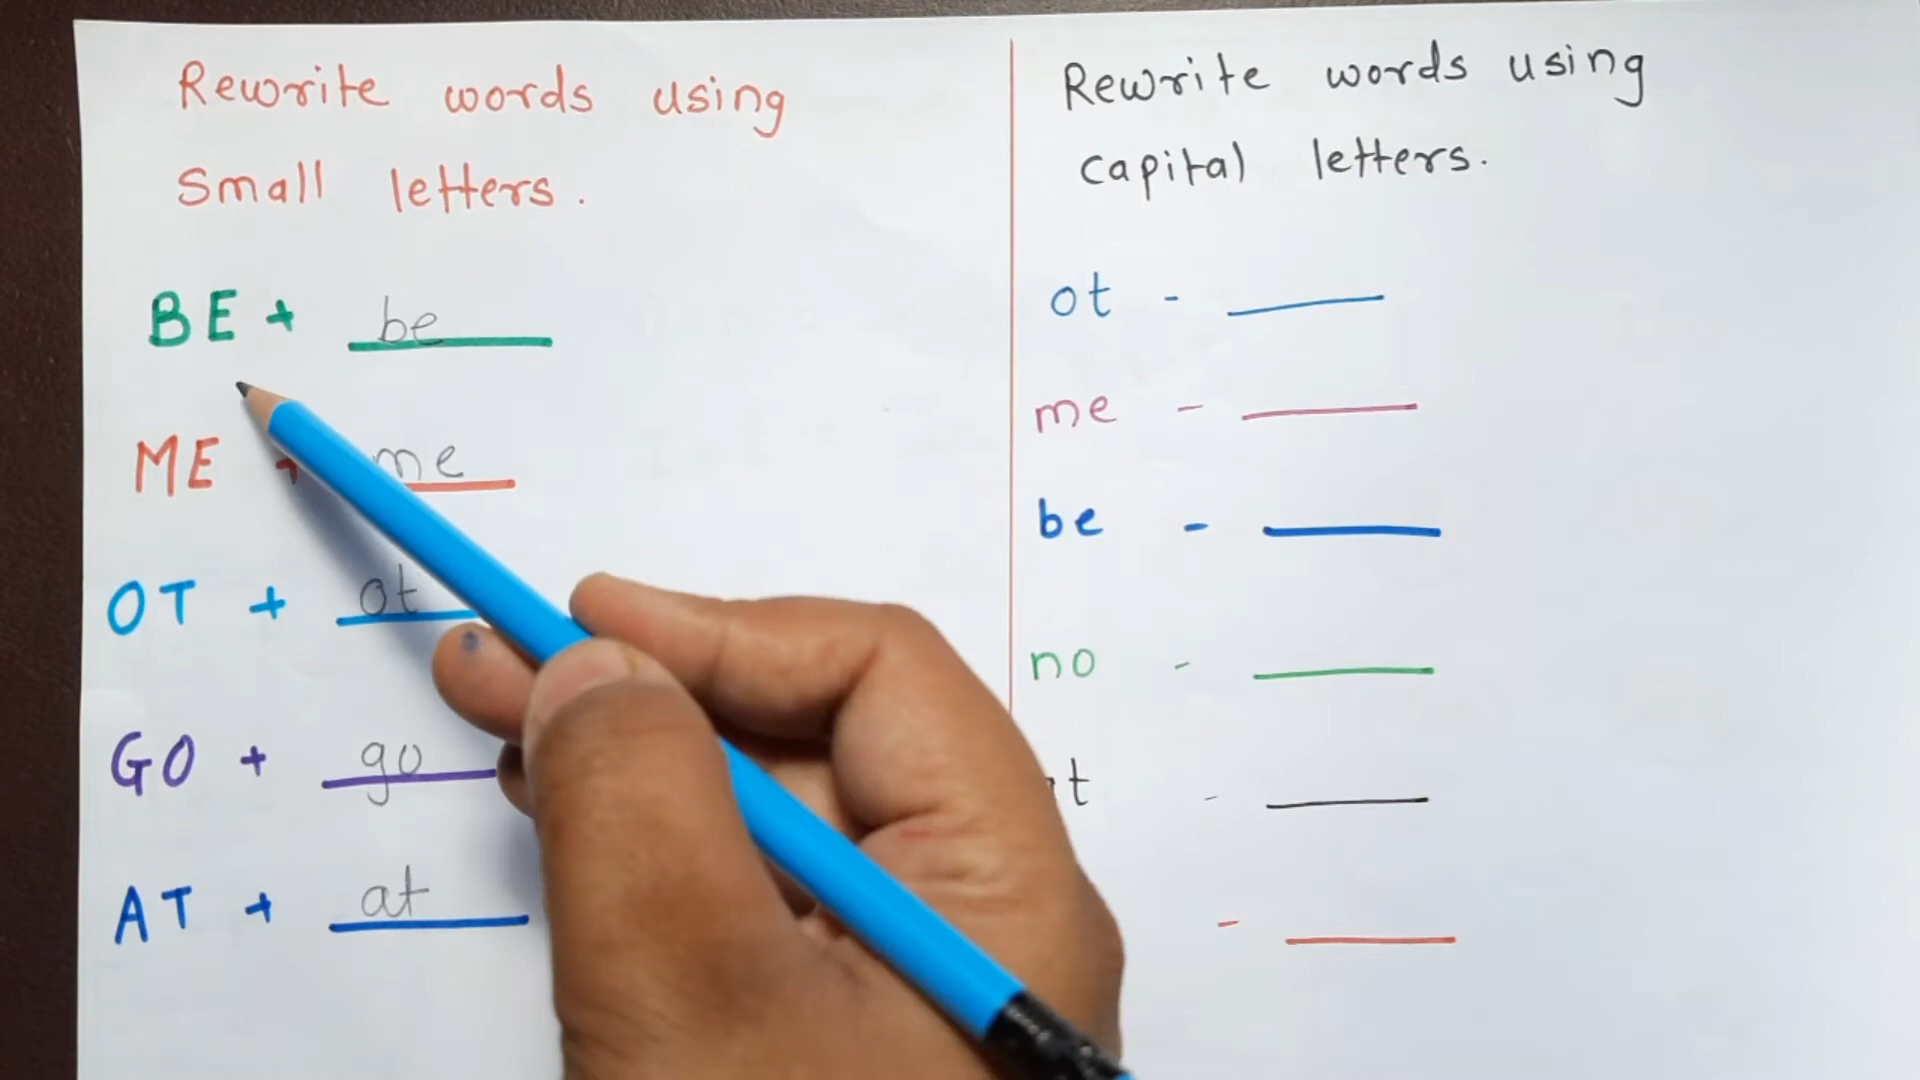 Rewrite words using
Small letters.
BE + be
ME + me
OT + ot
GO + go
AT + at
Rewrite words using
capital letters.
ot -
me -
be -
no -
-
-